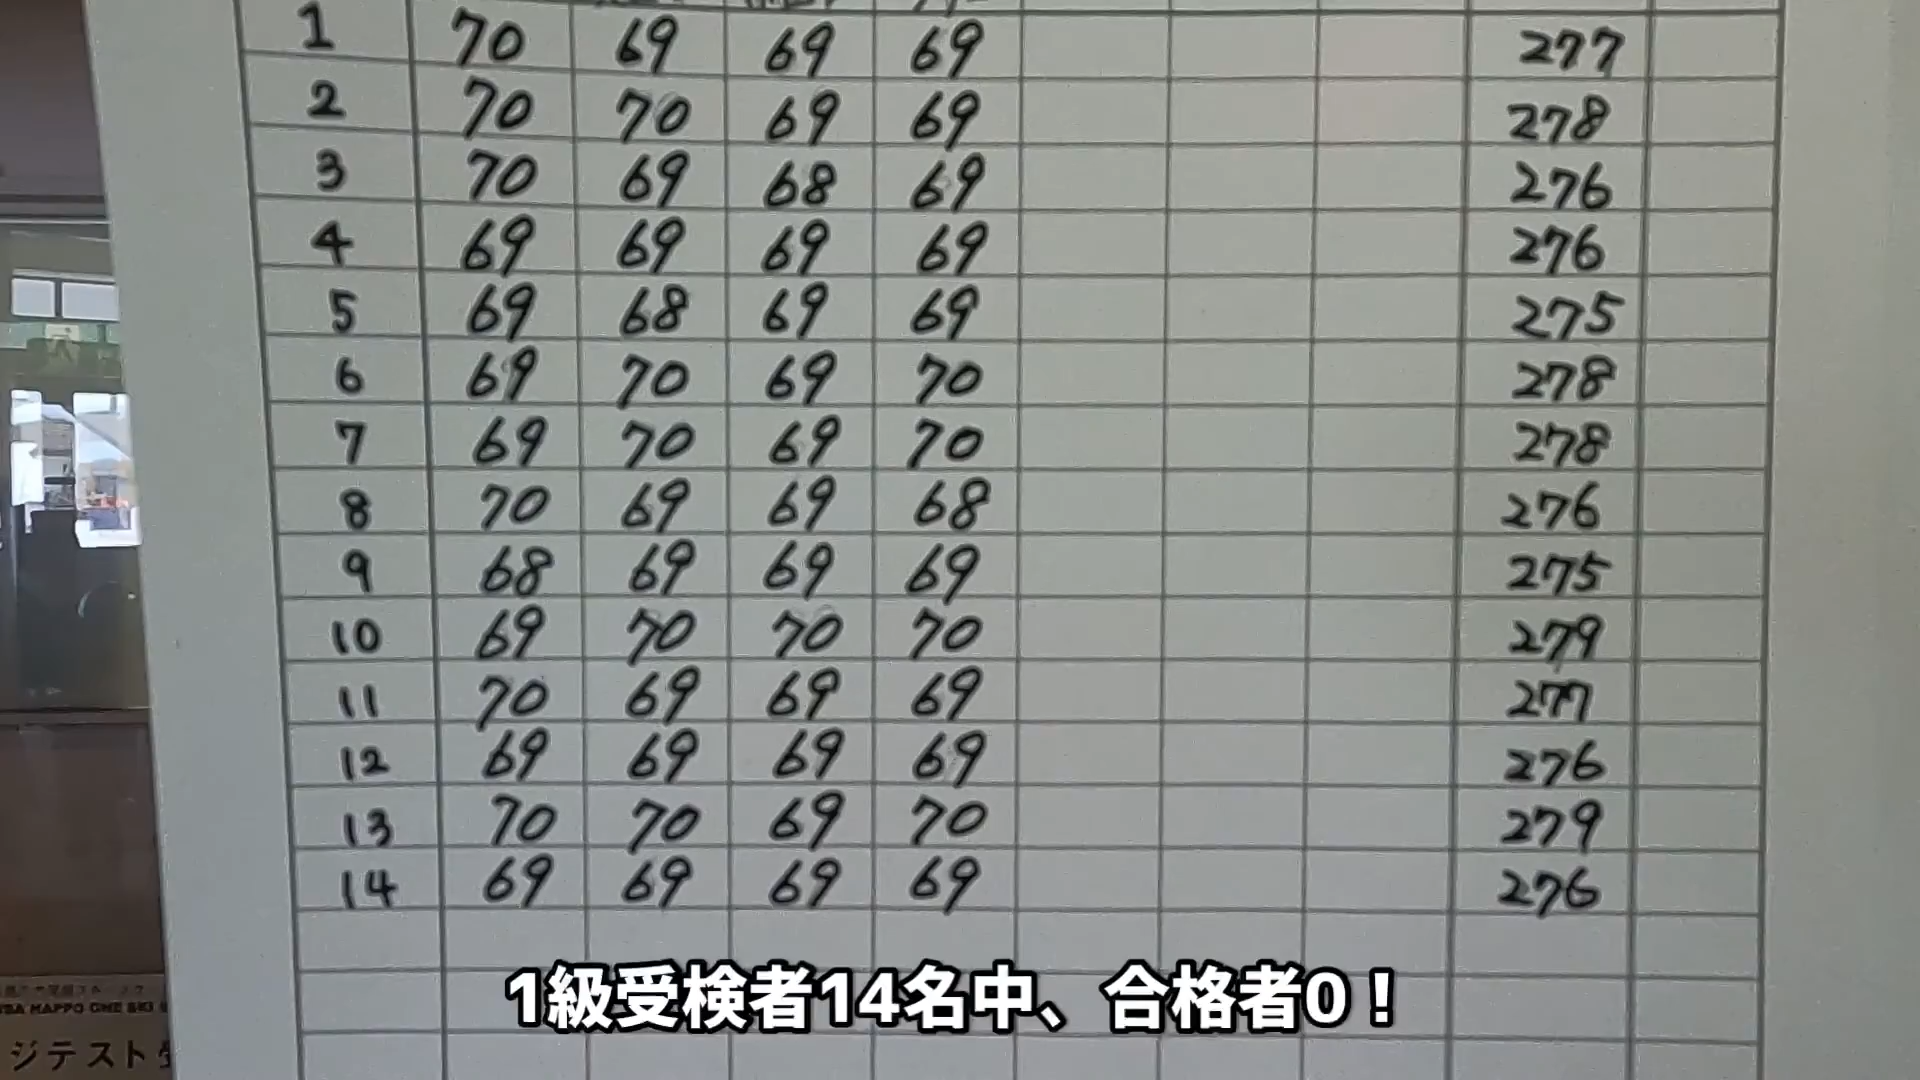 1 70 69 69 69 277
2 70 70 69 69 278
3 70 69 68 69 276
4 69 69 69 69 276
5 69 68 69 69 275
6 69 70 69 70 278
7 69 70 69 70 278
8 70 69 69 68 276
9 68 69 69 69 275
10 69 70 70 70 279
11 70 69 69 69 277
12 69 69 69 69 276
13 70 70 69 70 279
14 69 69 69 69 276
HAPPO ONE SKI
ジテスト
1級受検者14名中、合格者0！